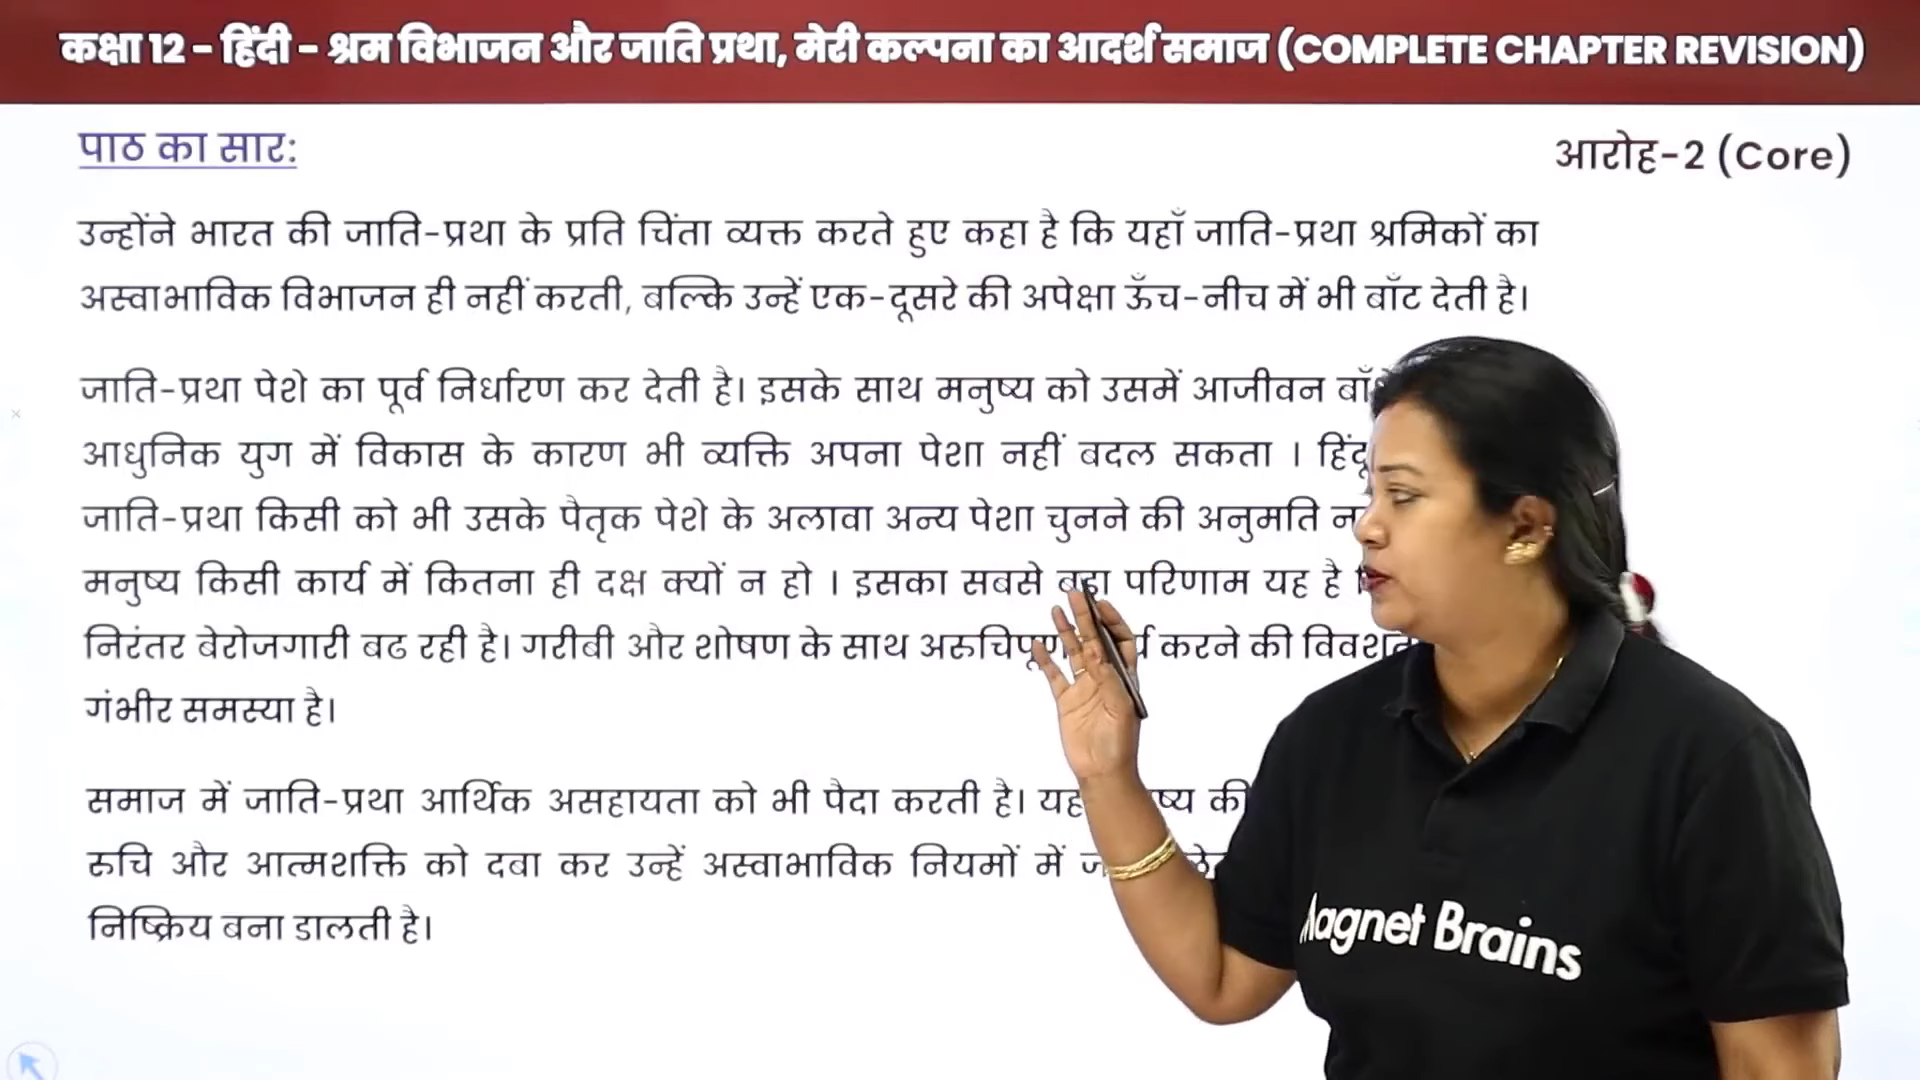 कक्षा 12 – हिंदी – श्रम विभाजन और जाति प्रथा, मेरी कल्पना का आदर्श समाज (COMPLETE CHAPTER REVISION)
पाठ का सार:
आरोह-2 (Core)
उन्होंने भारत की जाति-प्रथा के प्रति चिंता व्यक्त करते हुए कहा है कि यहाँ जाति-प्रथा श्रमिकों का
अस्वाभाविक विभाजन ही नहीं करती, बल्कि उन्हें एक-दूसरे की अपेक्षा ऊँच-नीच में भी बाँट देती है।
जाति-प्रथा पेशे का पूर्व निर्धारण कर देती है। इसके साथ मनुष्य को उसमें आजीवन
आधुनिक युग में विकास के कारण भी व्यक्ति अपना पेशा नहीं बदल सकता । हिंदू
जाति-प्रथा किसी को भी उसके पैतृक पेशे के अलावा अन्य पेशा चुनने की अनुमति
मनुष्य किसी कार्य में कितना ही दक्ष क्यों न हो । इसका सबसे बड़ा परिणाम यह है
निरंतर बेरोजगारी बढ रही है। गरीबी और शोषण के साथ अरुचिपूर्ण करने की
गंभीर समस्या है।
समाज में जाति-प्रथा आर्थिक असहायता को भी पैदा करती है। यह की
रुचि और आत्मशक्ति को दबा कर उन्हें अस्वाभाविक नियमों में
निष्क्रिय बना डालती है।
Magnet Brains